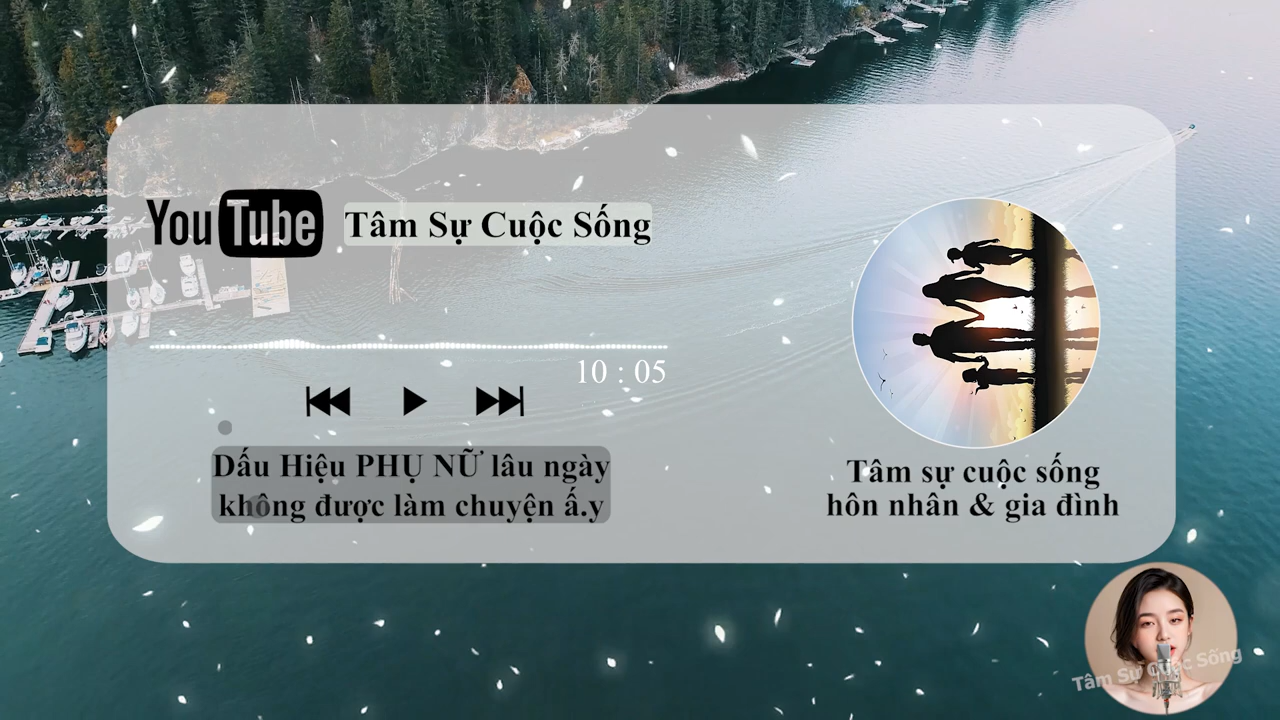 YouTube
Tâm Sự Cuộc Sống
10 : 05
Dấu Hiệu PHỤ NỮ lâu ngày
không được làm chuyện ấ.y
Tâm sự cuộc sống
hôn nhân & gia đình
Tâm Sự Cuộc Sống